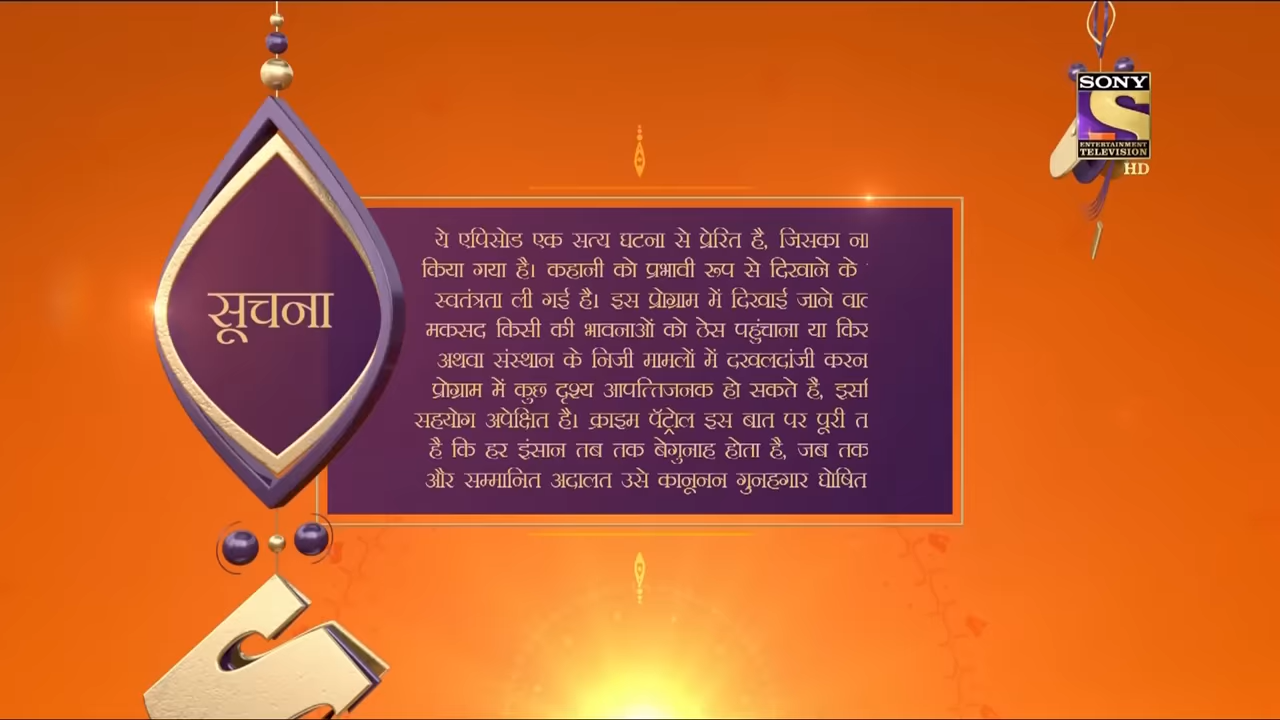 सूचना
ये एपिसोड एक सत्य घटना से प्रेरित है, जिसका
किया गया है। कहानी को प्रभावी रूप से दिखाने के
स्वतंत्रता ली गई है। इस प्रोग्राम में दिखाई जाने
मकसद किसी की भावनाओं को ठेस पहुंचाना या
अथवा संस्थान के निजी मामलों में दखलदांजी
प्रोग्राम में कुछ दृश्य आपत्तिजनक हो सकते है,
सहयोग अपेक्षित है। क्राइम पॅट्रोल इस बात पर पूरी
है कि हर इंसान तब तक बेगुनाह होता है, जब तक
और सम्मानित अदालत उसे कानूनन गुनहगार घोषित
SONY
ENTERTAINMENT
TELEVISION
HD